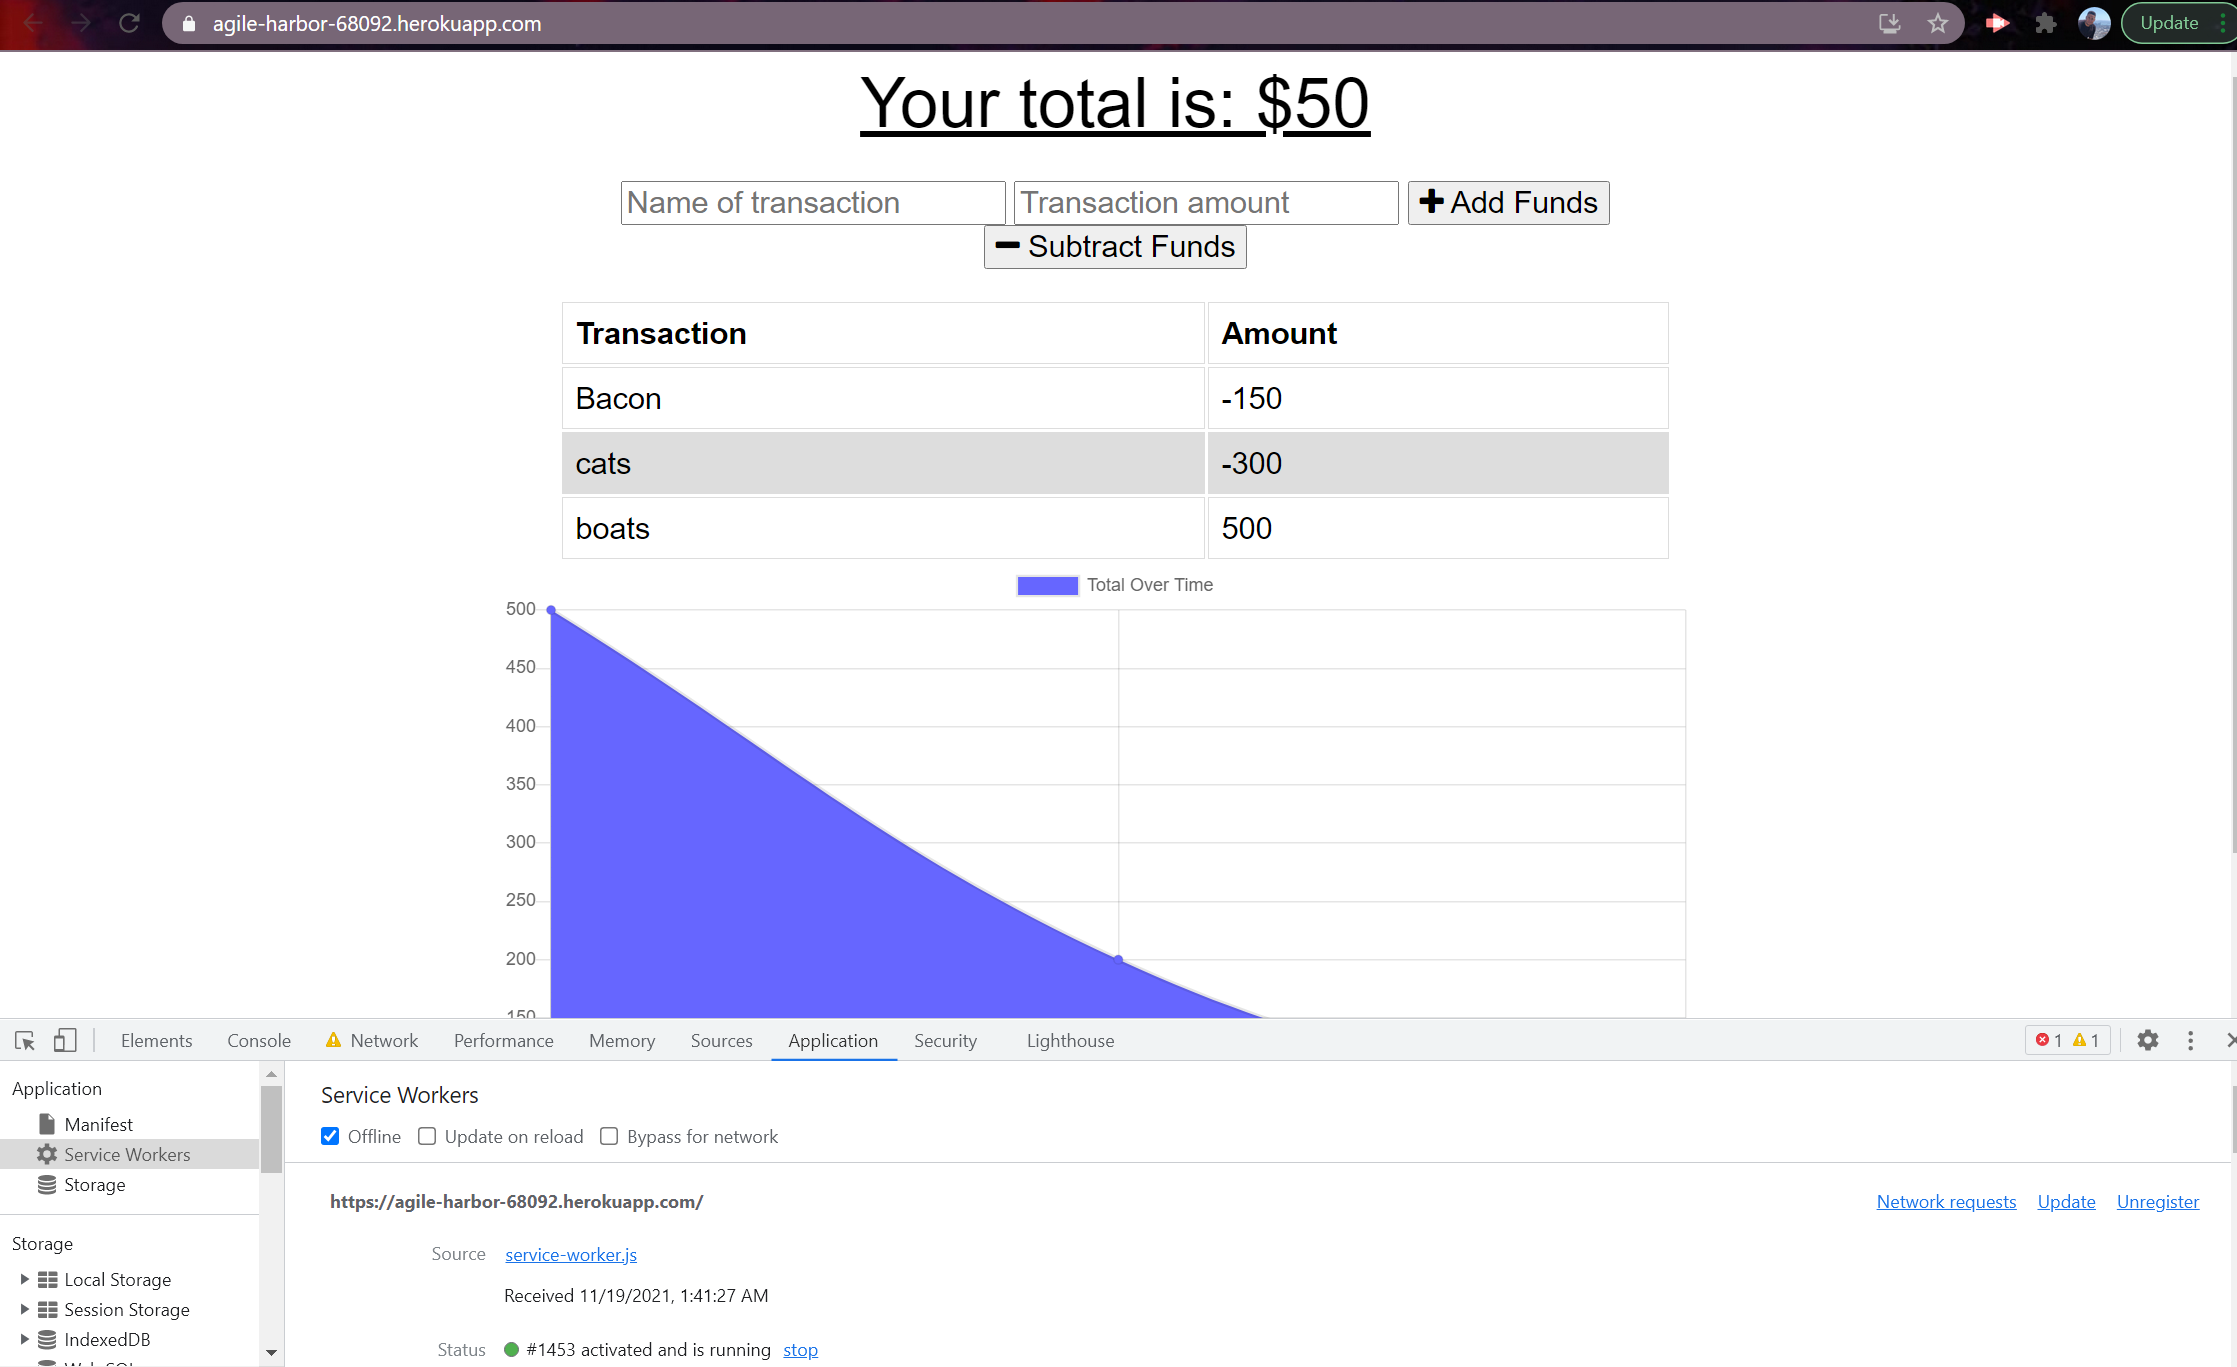 agile-harbor-68092.herokuapp.com
Update
Your total is: $50
Name of transaction
Transaction amount
Add Funds
Subtract Funds
Transaction Amount
Bacon -150
cats -300
boats 500
Total Over Time
500
450
400
350
300
250
200
150
Elements Console Network Performance Memory Sources Application Security Lighthouse 1 1
Application
Manifest
Service Workers
Storage
Storage
Local Storage
Session Storage
IndexedDB
Service Workers
Offline Update on reload Bypass for network
https://agile-harbor-68092.herokuapp.com/ Network requests Update Unregister
Source service-worker.js
Received 11/19/2021, 1:41:27 AM
Status #1453 activated and is running stop